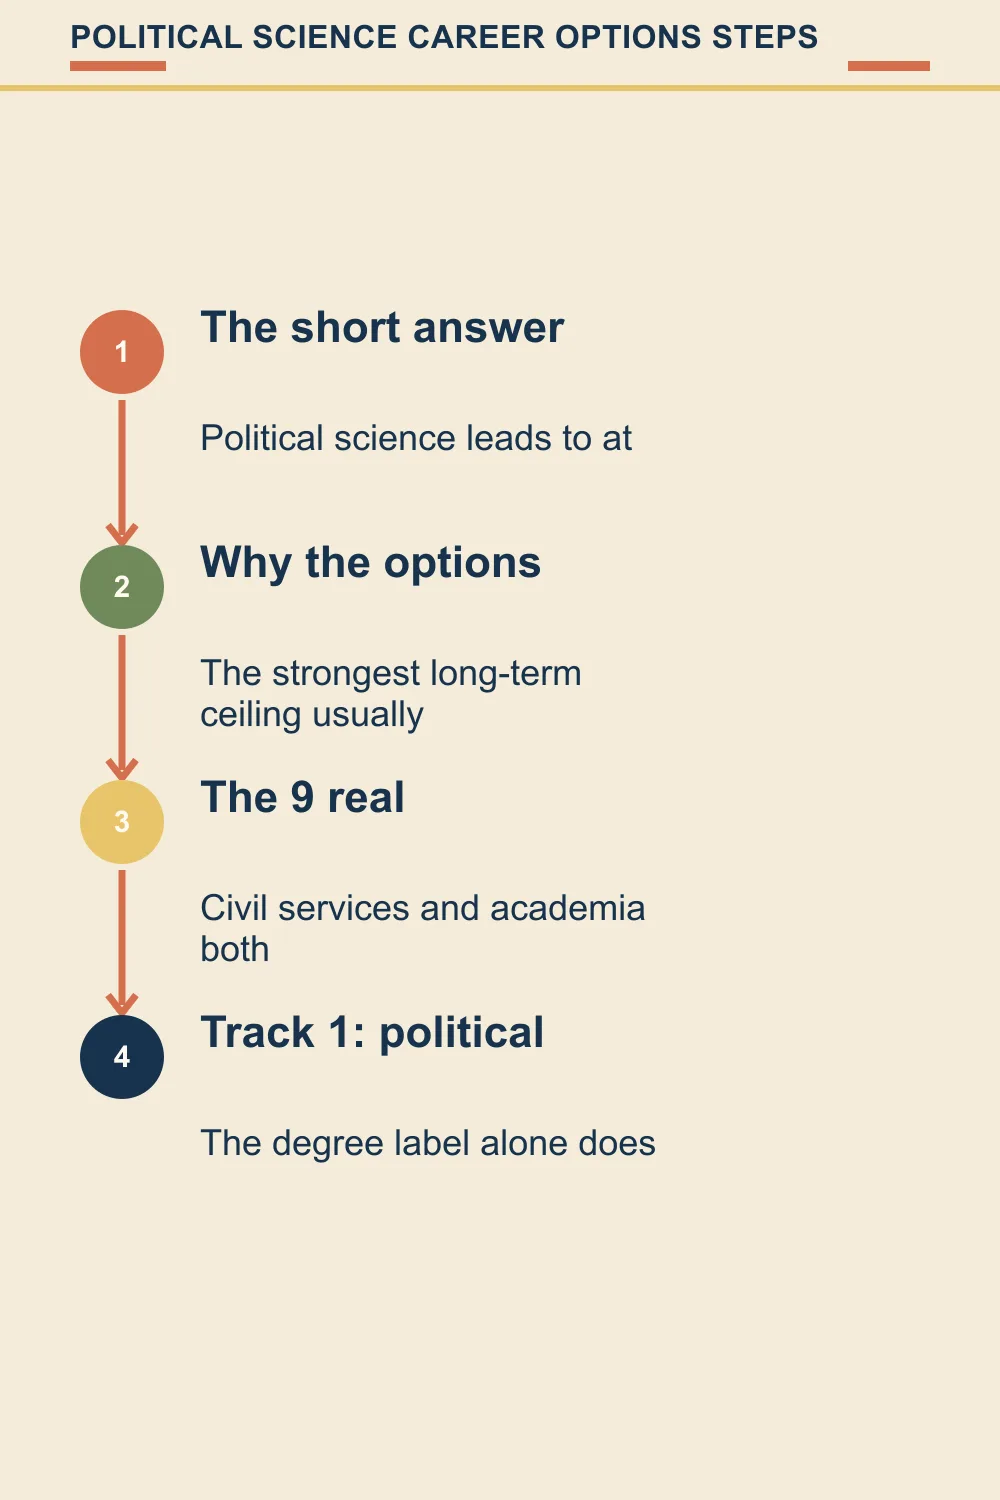 POLITICAL SCIENCE CAREER OPTIONS STEPS
1
The short answer
Political science leads to at
2
Why the options
The strongest long-term
ceiling usually
3
The 9 real
Civil services and academia
both
4
Track 1: political
The degree label alone does